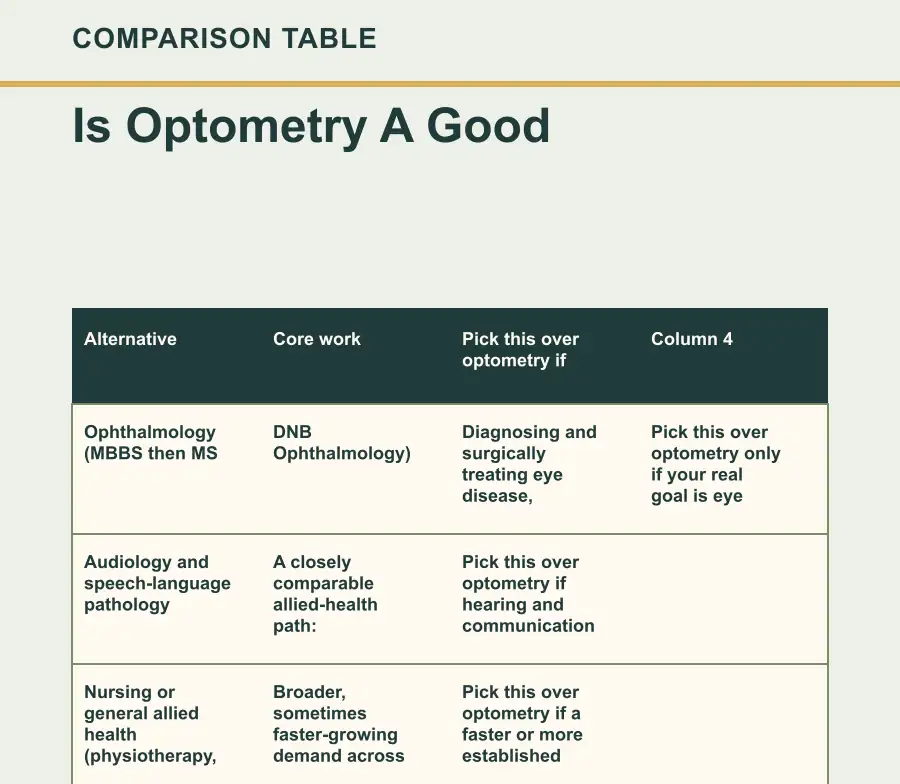 COMPARISON TABLE
Is Optometry A Good
Alternative
Core work
Pick this over
optometry if
Column 4
Ophthalmology
(MBBS then MS
DNB
Ophthalmology)
Diagnosing and
surgically
treating eye
disease,
Pick this over
optometry only
if your real
goal is eye
Audiology and
speech-language
pathology
A closely
comparable
allied-health
path:
Pick this over
optometry if
hearing and
communication
Nursing or
general allied
health
(physiotherapy,
Broader,
sometimes
faster-growing
demand across
Pick this over
optometry if a
faster or more
established